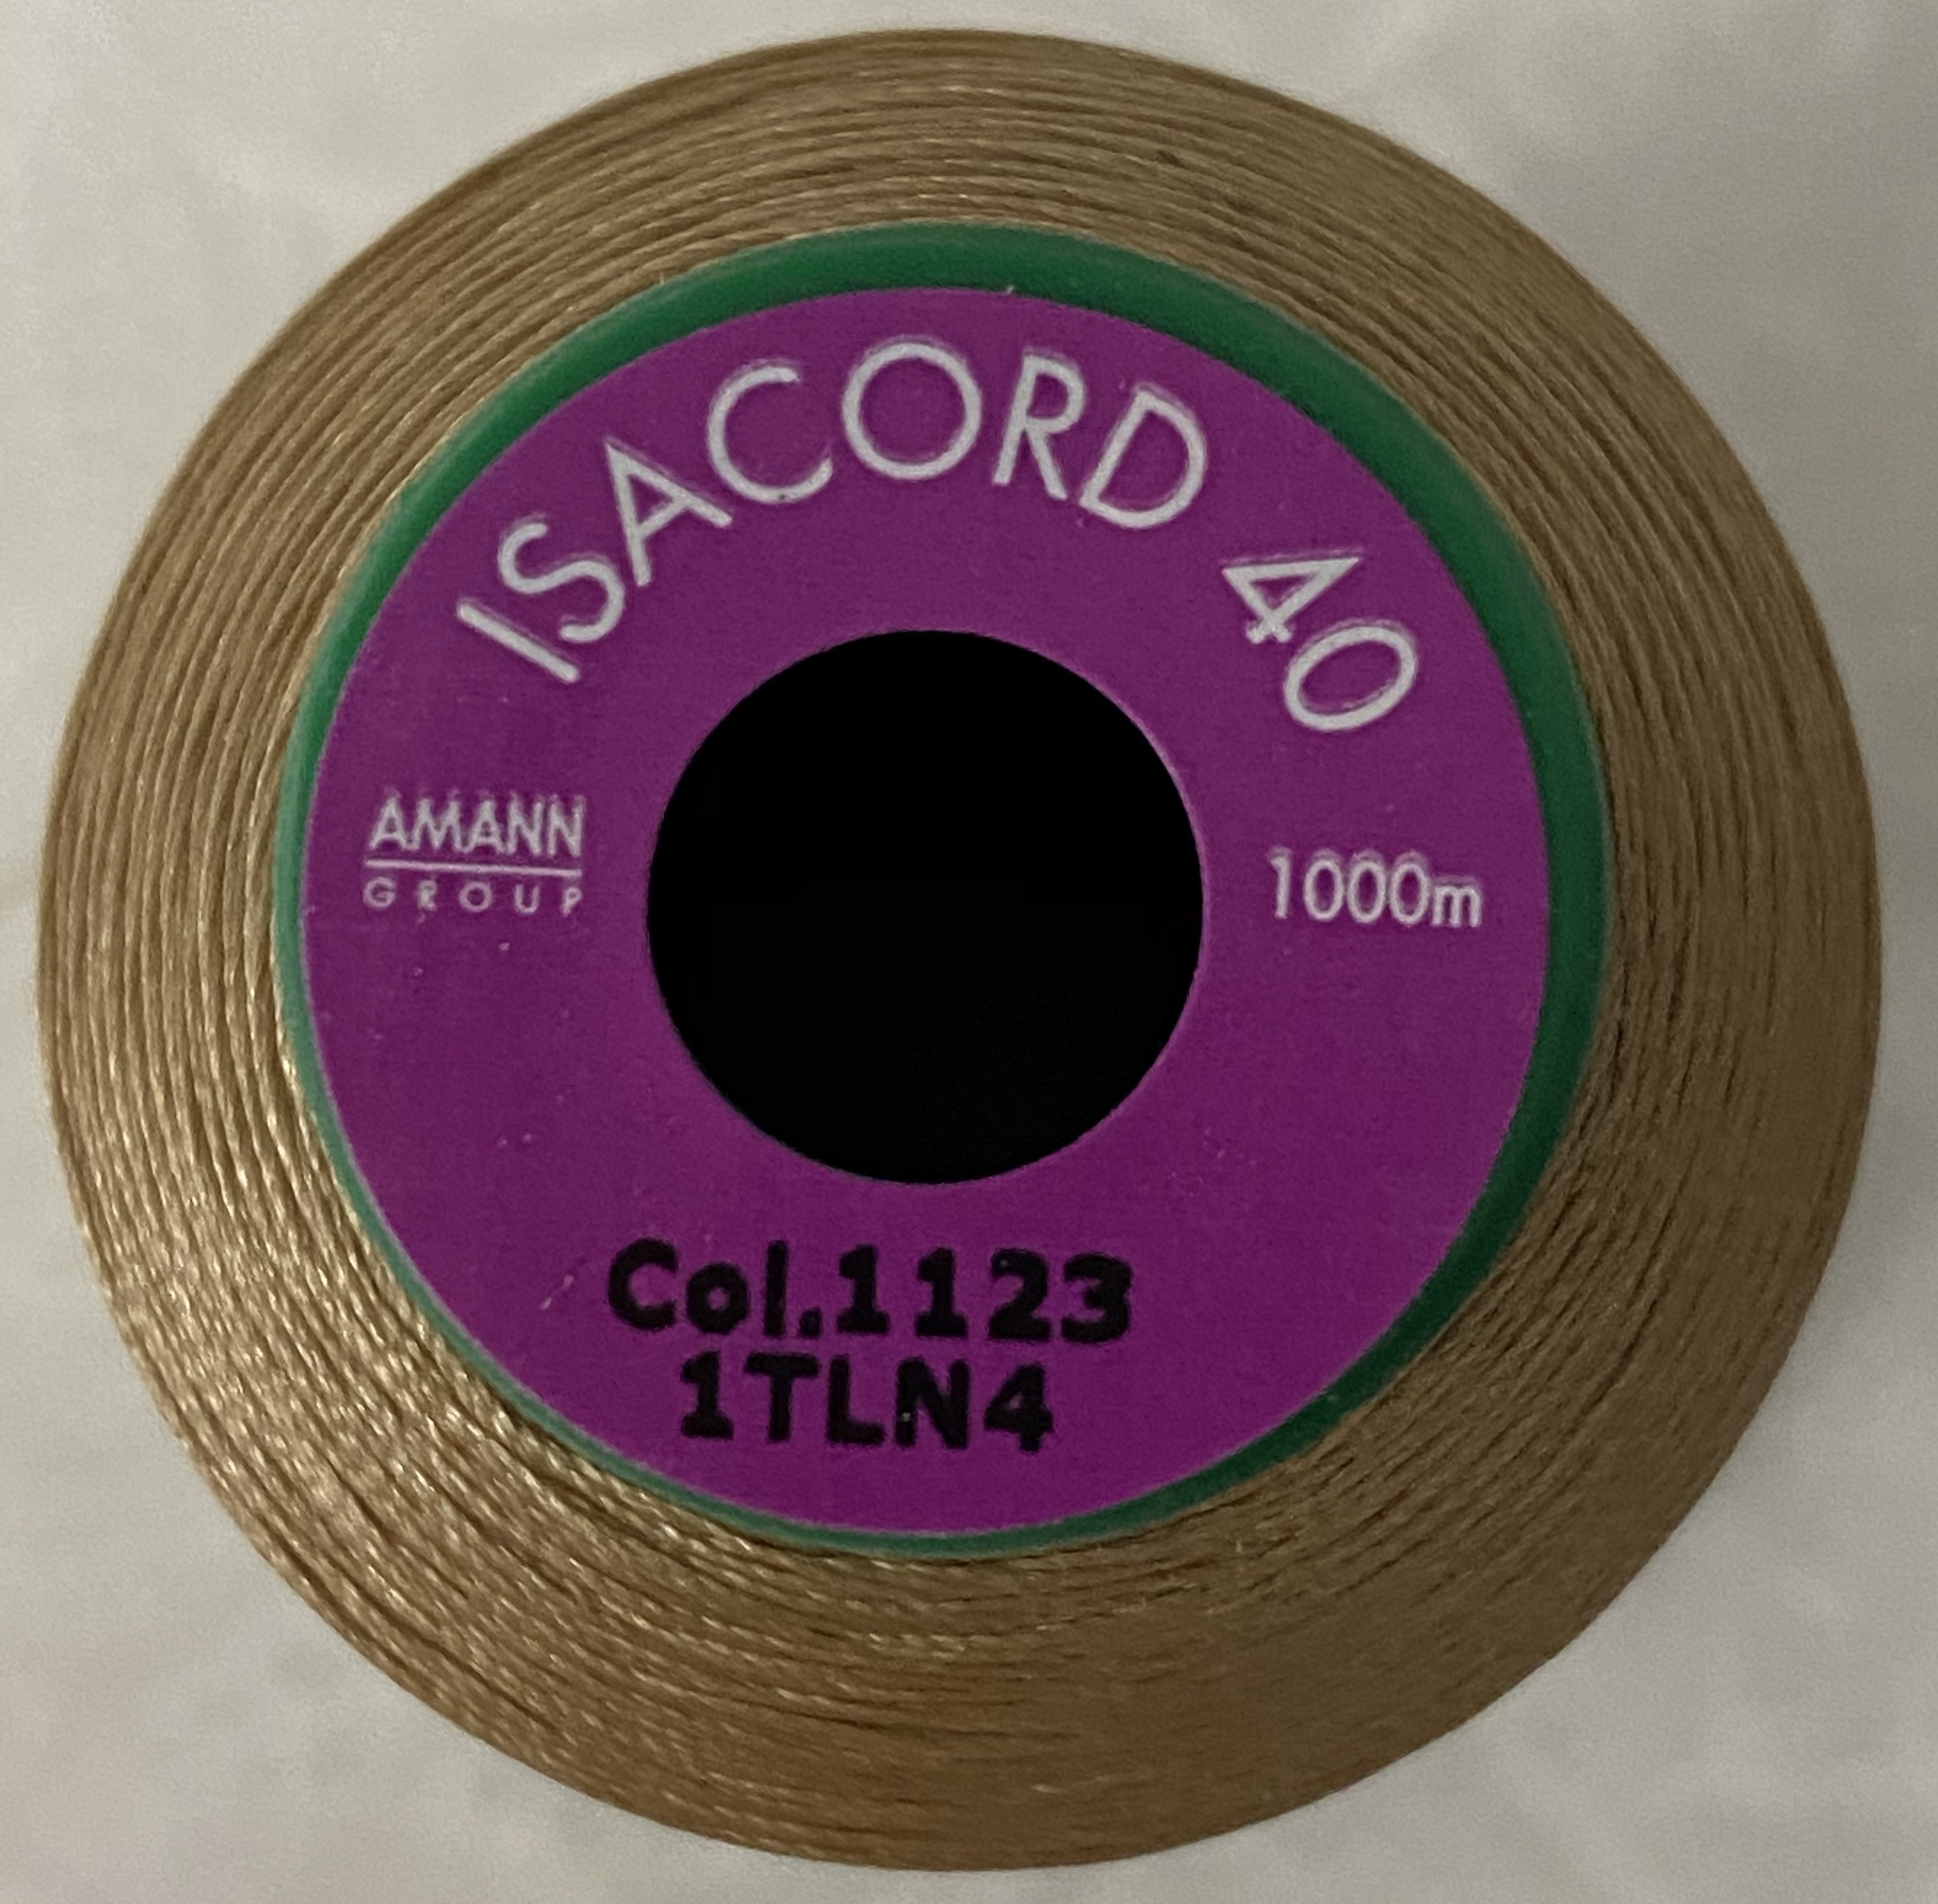 ISACORD 40
AMANN
GROUP
1000m
Col.1123
1TLN4